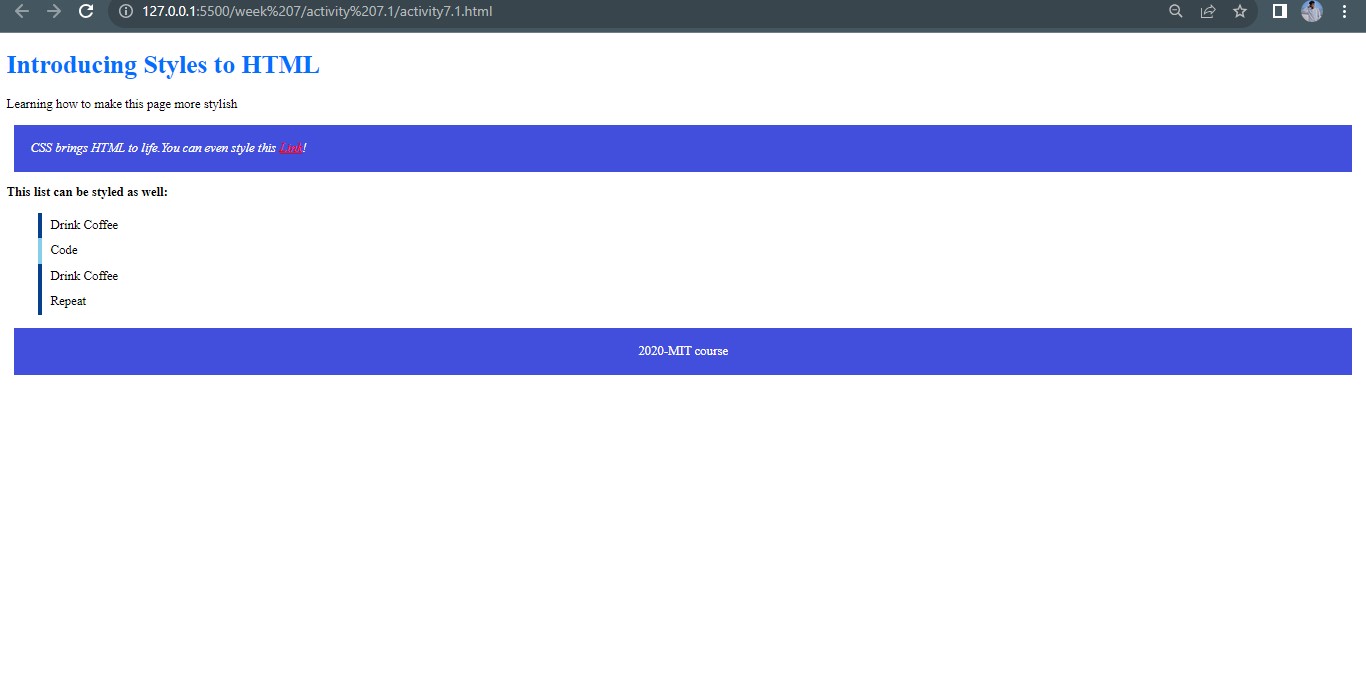 127.0.0.1:5500/week%207/activity%207.1/activity7.1.html
Introducing Styles to HTML
Learning how to make this page more stylish
CSS brings HTML to life.You can even style this Link!
This list can be styled as well:
Drink Coffee
Code
Drink Coffee
Repeat
2020-MIT course